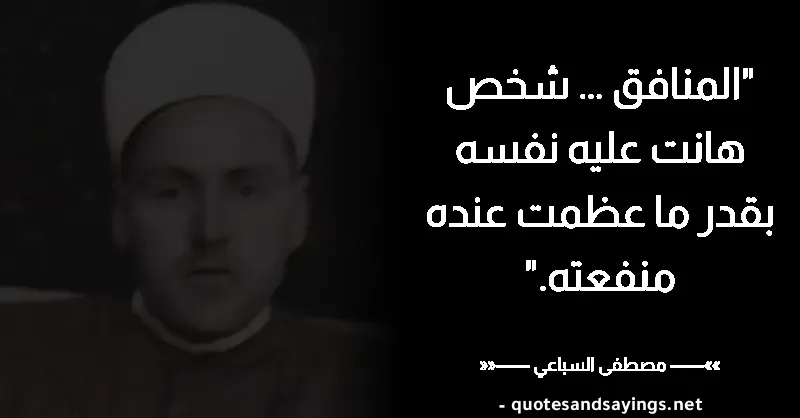 "المنافق ... شخص
هانت عليه نفسه
بقدر ما عظمت عنده
منفعته."
»»—— مصطفى السباعي ——««
- quotesandsayings.net